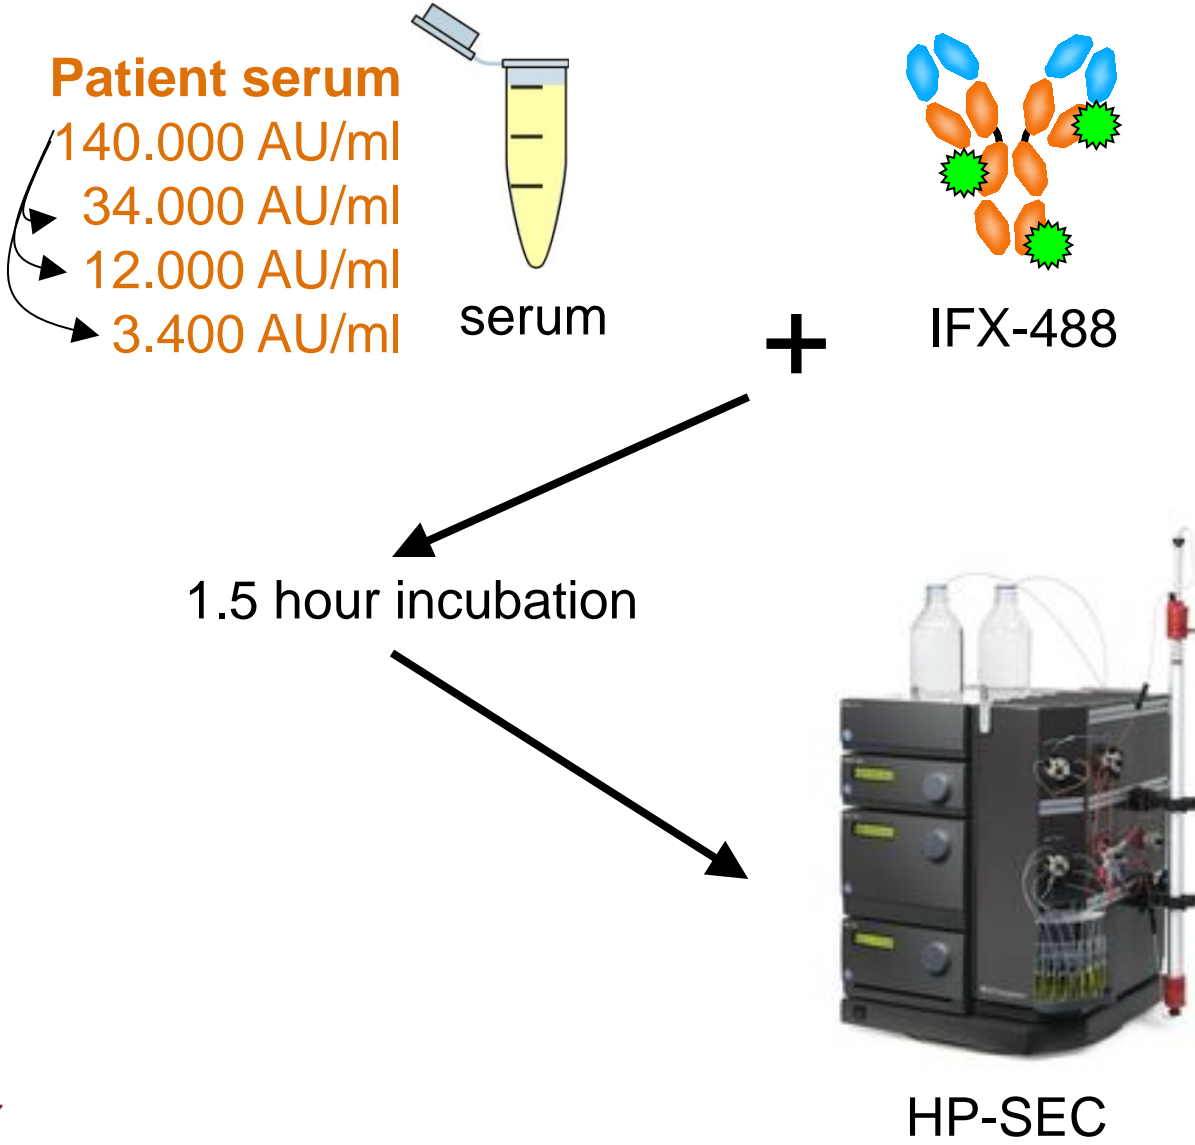 Patient serum
140.000 AU/ml
34.000 AU/ml
12.000 AU/ml
3.400 AU/ml
serum
+
IFX-488
1.5 hour incubation
HP-SEC